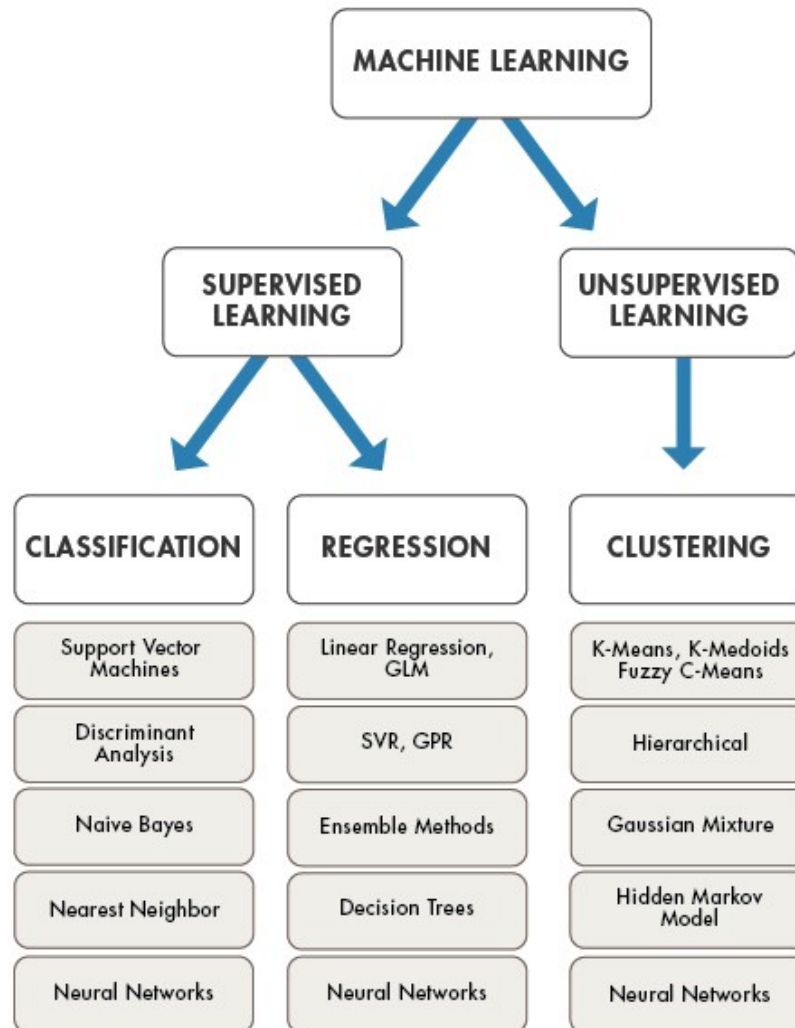 MACHINE LEARNING
SUPERVISED
LEARNING
UNSUPERVISED
LEARNING
CLASSIFICATION
Support Vector
Machines
Discriminant
Analysis
Naive Bayes
Nearest Neighbor
Neural Networks
REGRESSION
Linear Regression,
GLM
SVR, GPR
Ensemble Methods
Decision Trees
Neural Networks
CLUSTERING
K-Means, K-Medoids
Fuzzy C-Means
Hierarchical
Gaussian Mixture
Hidden Markov
Model
Neural Networks